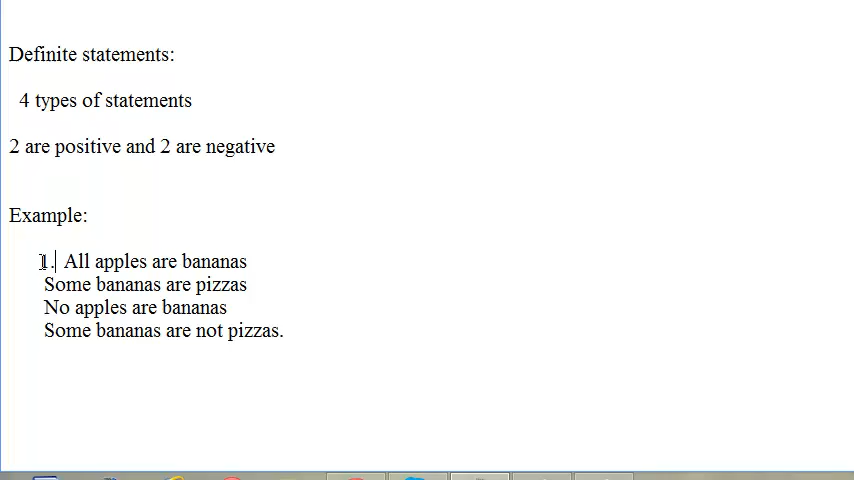 Definite statements:
4 types of statements
2 are positive and 2 are negative
Example:
1. All apples are bananas
Some bananas are pizzas
No apples are bananas
Some bananas are not pizzas.